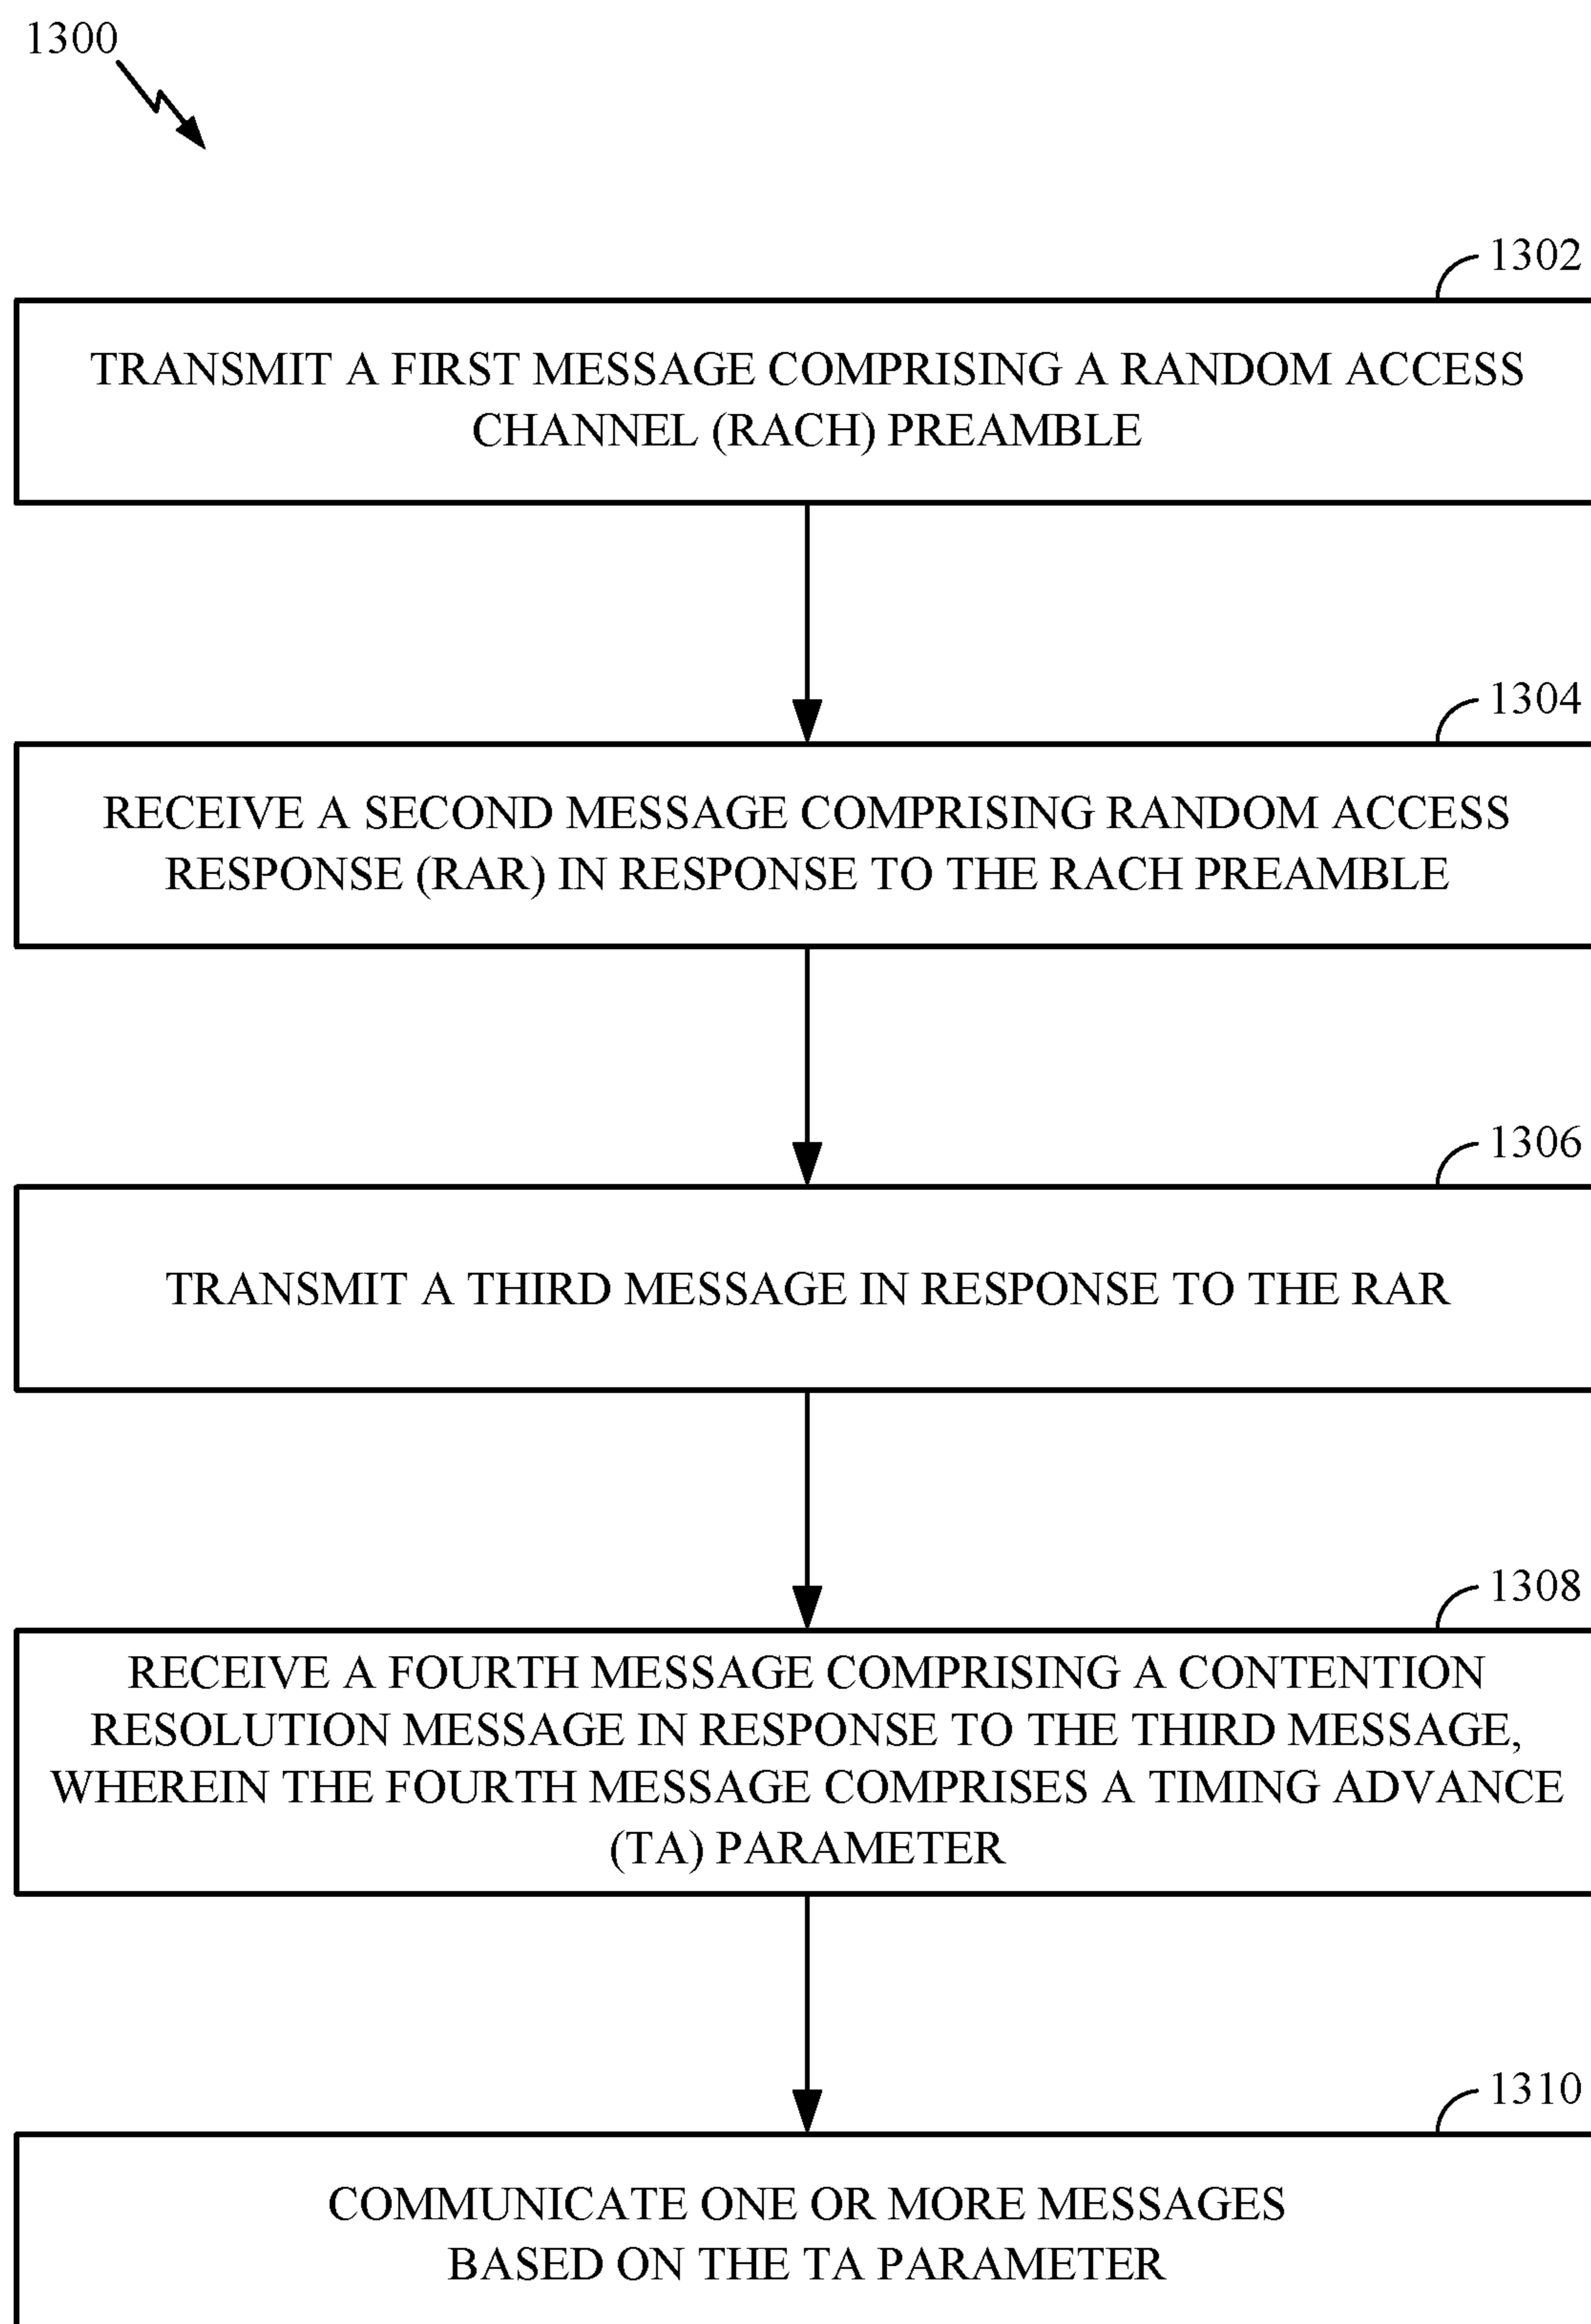 1300
1302
TRANSMIT A FIRST MESSAGE COMPRISING A RANDOM ACCESS
CHANNEL (RACH) PREAMBLE
1304
RECEIVE A SECOND MESSAGE COMPRISING RANDOM ACCESS
RESPONSE (RAR) IN RESPONSE TO THE RACH PREAMBLE
1306
TRANSMIT A THIRD MESSAGE IN RESPONSE TO THE RAR
1308
RECEIVE A FOURTH MESSAGE COMPRISING A CONTENTION
RESOLUTION MESSAGE IN RESPONSE TO THE THIRD MESSAGE,
WHEREIN THE FOURTH MESSAGE COMPRISES A TIMING ADVANCE
(TA) PARAMETER
1310
COMMUNICATE ONE OR MORE MESSAGES
BASED ON THE TA PARAMETER